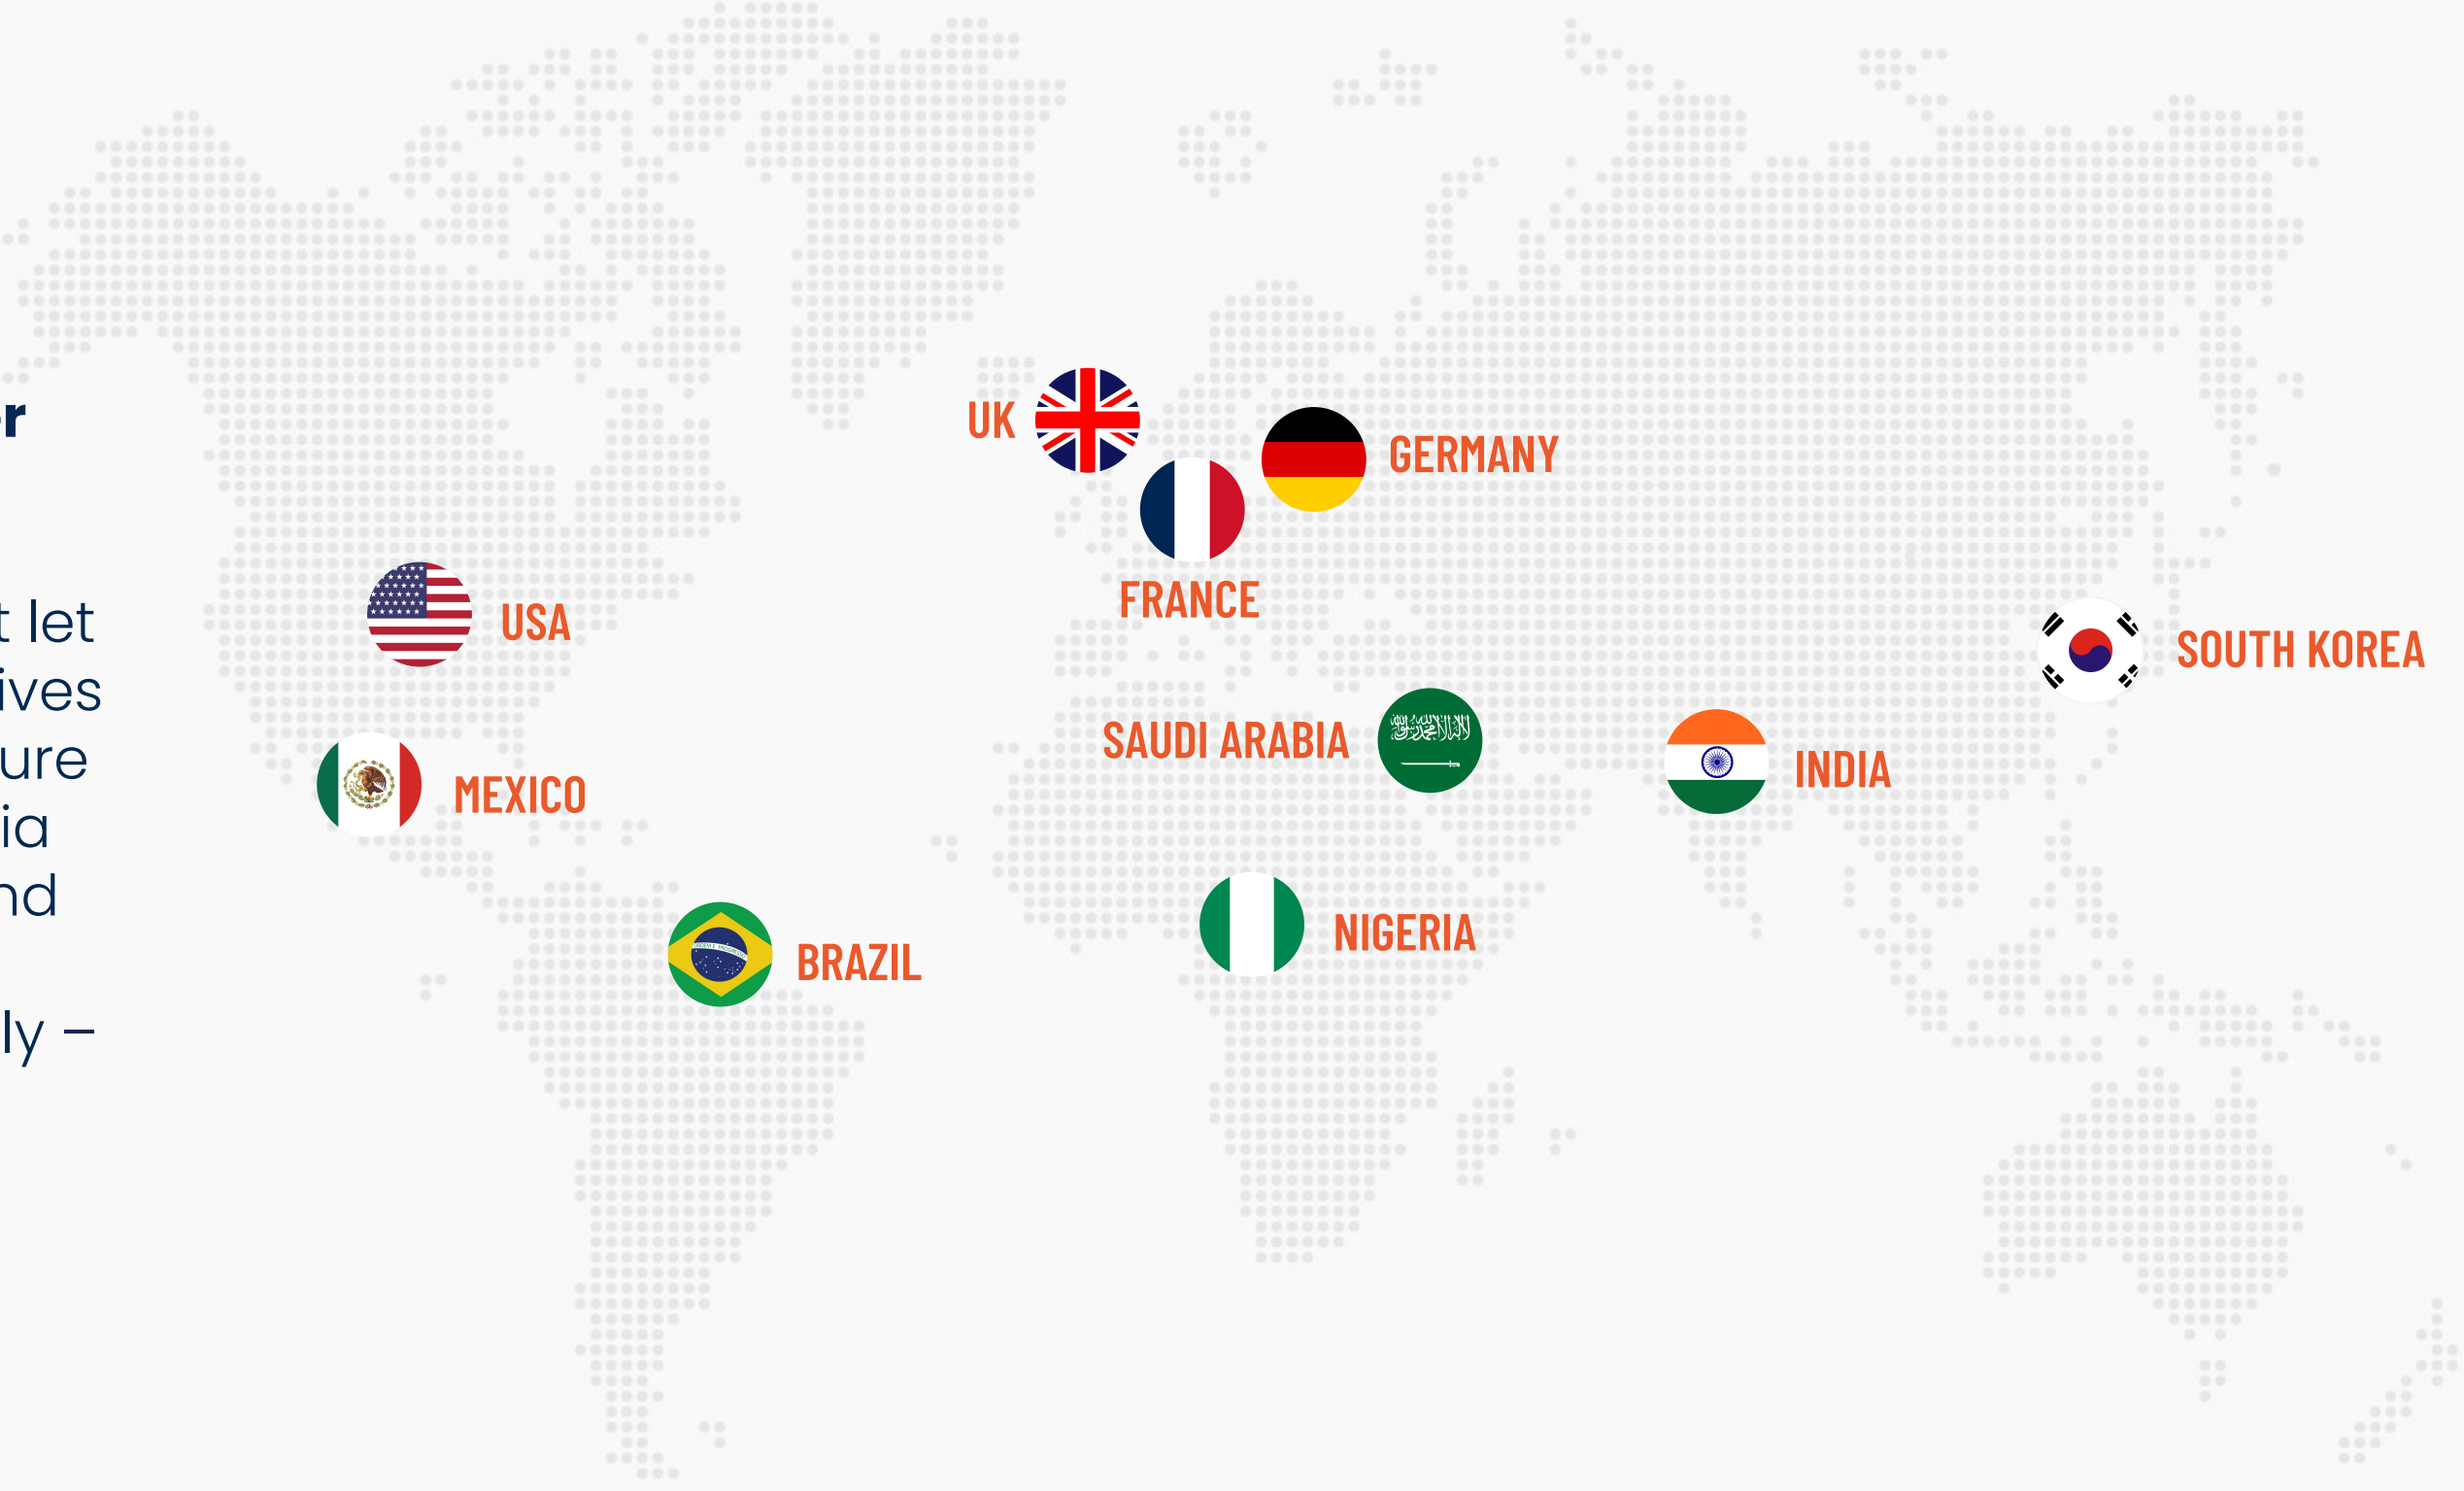 r
t let
ives
ure
ia
nd
ly –
UK
GERMANY
FRANCE
USA
SOUTH KOREA
SAUDI ARABIA
INDIA
MEXICO
NIGERIA
BRAZIL